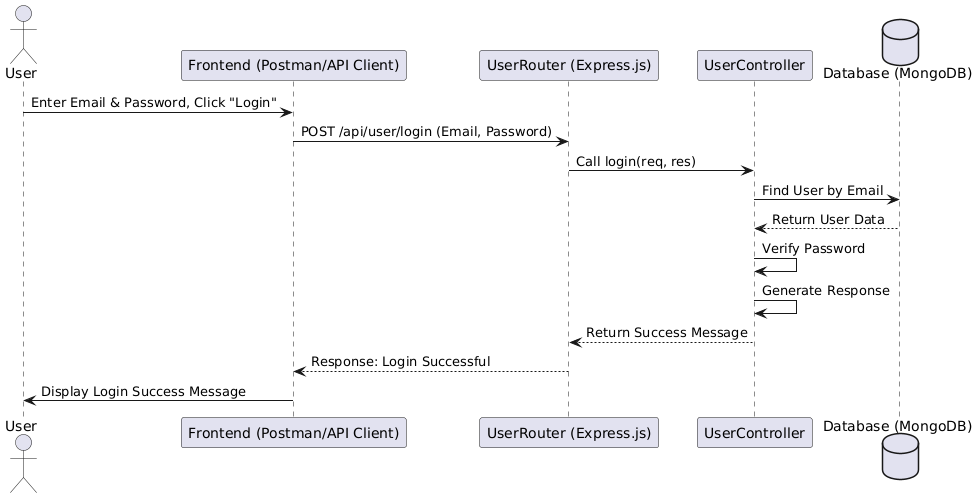 User
Frontend (Postman/API Client)
UserRouter (Express.js)
UserController
Database (MongoDB)
Enter Email & Password, Click "Login"
POST /api/user/login (Email, Password)
Call login(req, res)
Find User by Email
Return User Data
Verify Password
Generate Response
Return Success Message
Response: Login Successful
Display Login Success Message
User
Frontend (Postman/API Client)
UserRouter (Express.js)
UserController
Database (MongoDB)